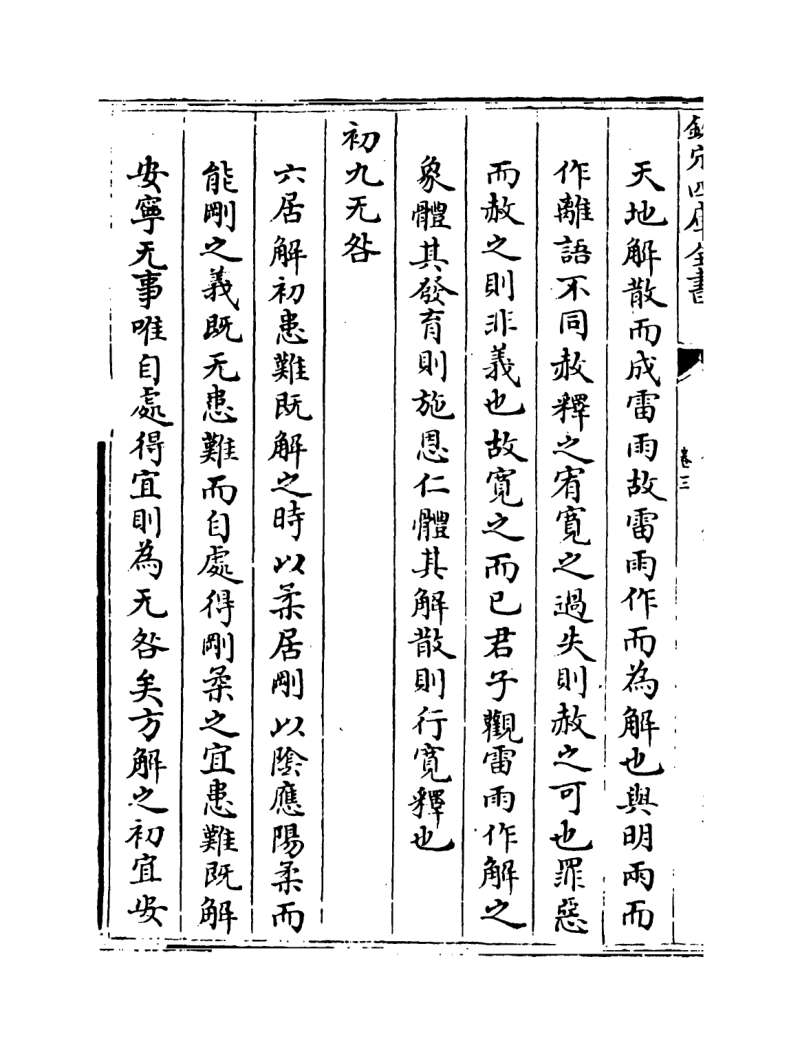 欽定四庫全書
卷三
天地解散而成雷雨故雷雨作而為解也與明兩而
作離語不同赦釋之宥寬之過失則赦之可也罪惡
而赦之則非義也故寬之而已君子觀雷雨作解之
象體其發育則施恩仁體其解散則行寬釋也
初九无咎
六居解初患難既解之時以柔居剛以陰應陽柔而
能剛之義既无患難而自處得剛柔之宜患難既解
安寧无事唯自處得宜則為无咎矣方解之初宜安